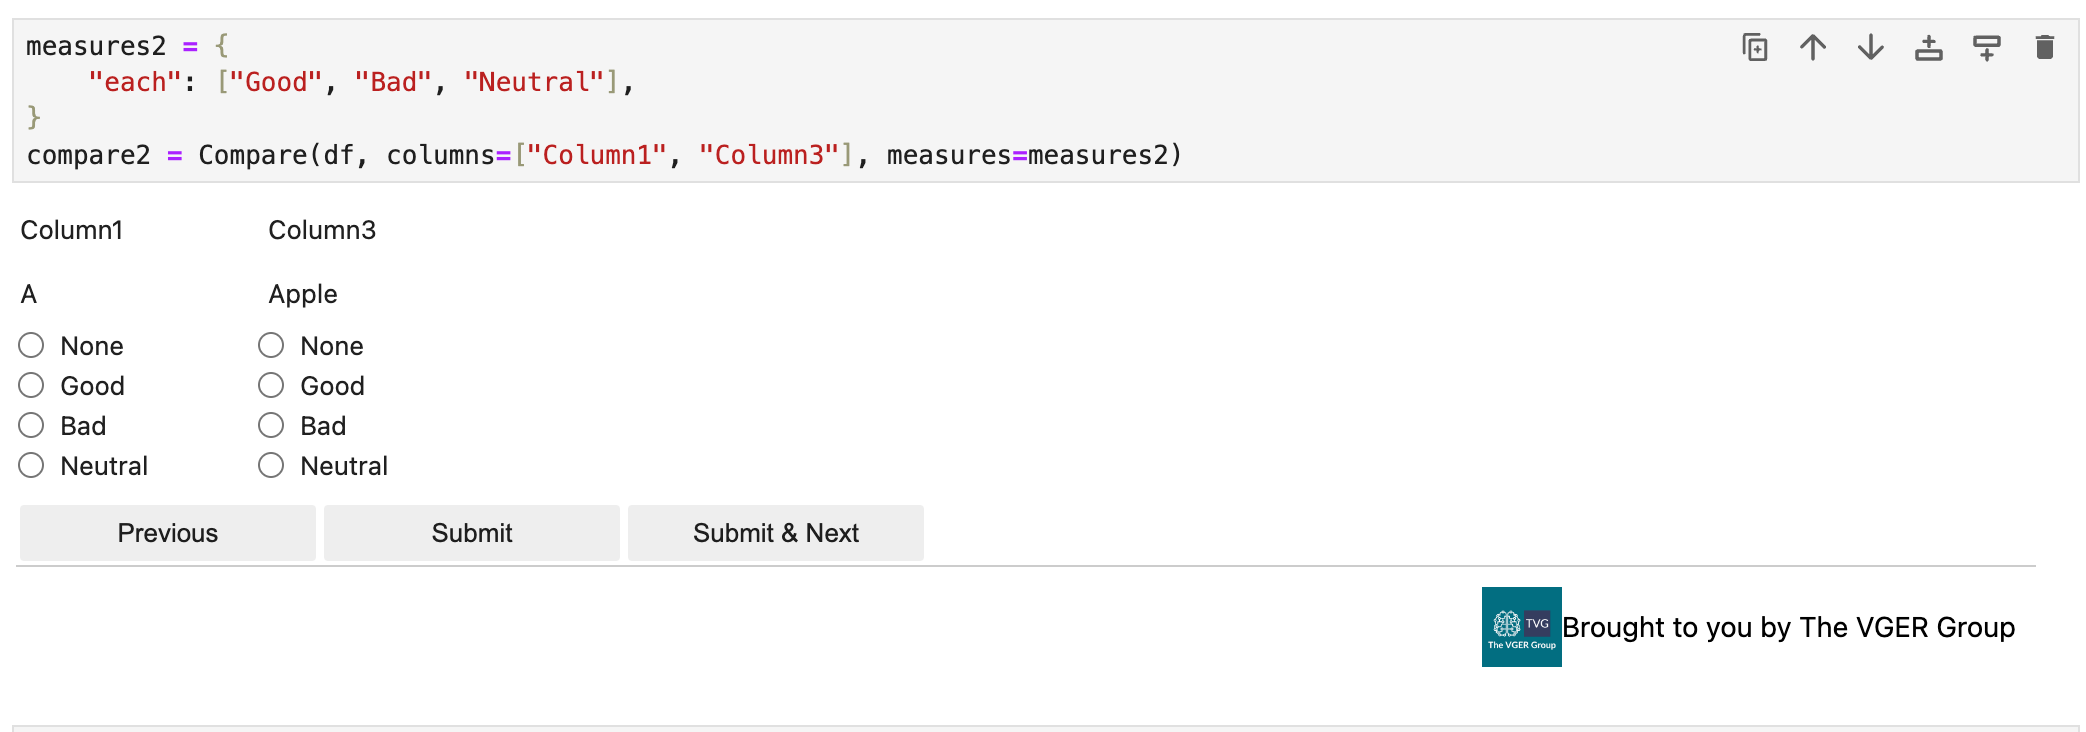 measures2 = {
    "each": ["Good", "Bad", "Neutral"],
}
compare2 = Compare(df, columns=["Column1", "Column3"], measures=measures2)
Column1 Column3
A Apple
None None
Good Good
Bad Bad
Neutral Neutral
Previous Submit Submit & Next
TVG
The VGER Group
Brought to you by The VGER Group